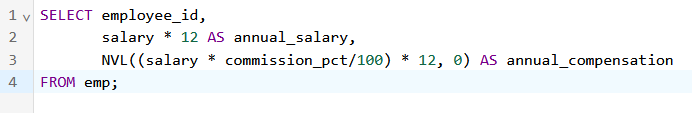 1 SELECT employee_id,
2        salary * 12 AS annual_salary,
3        NVL((salary * commission_pct/100) * 12, 0) AS annual_compensation
4 FROM emp;